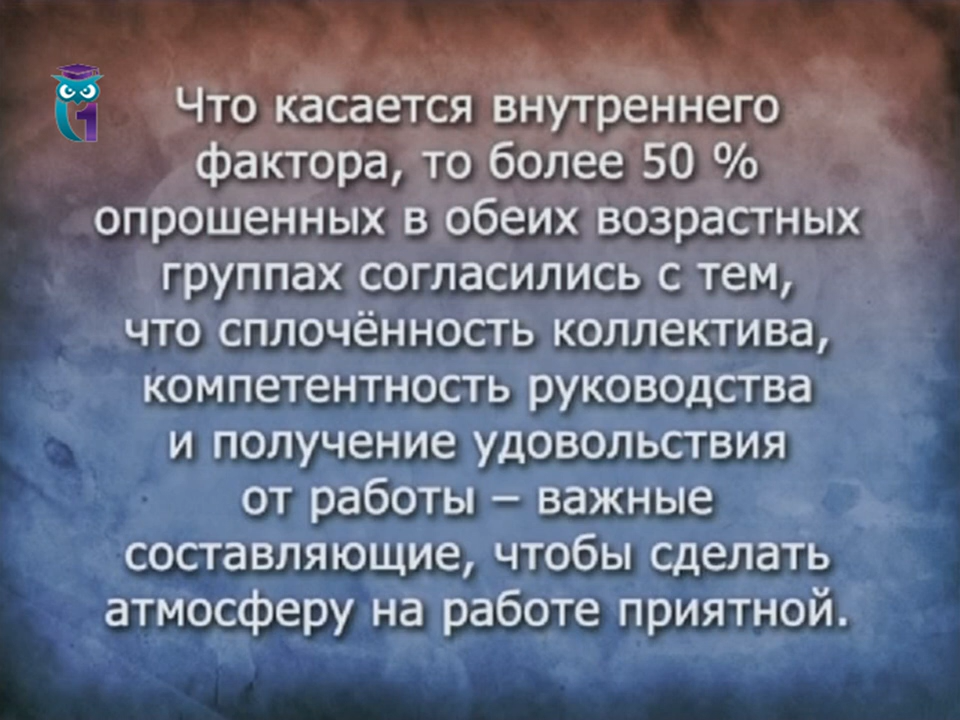 Что касается внутреннего
фактора, то более 50 %
опрошенных в обеих возрастных
группах согласились с тем,
что сплочённость коллектива,
компетентность руководства
и получение удовольствия
от работы – важные
составляющие, чтобы сделать
атмосферу на работе приятной.